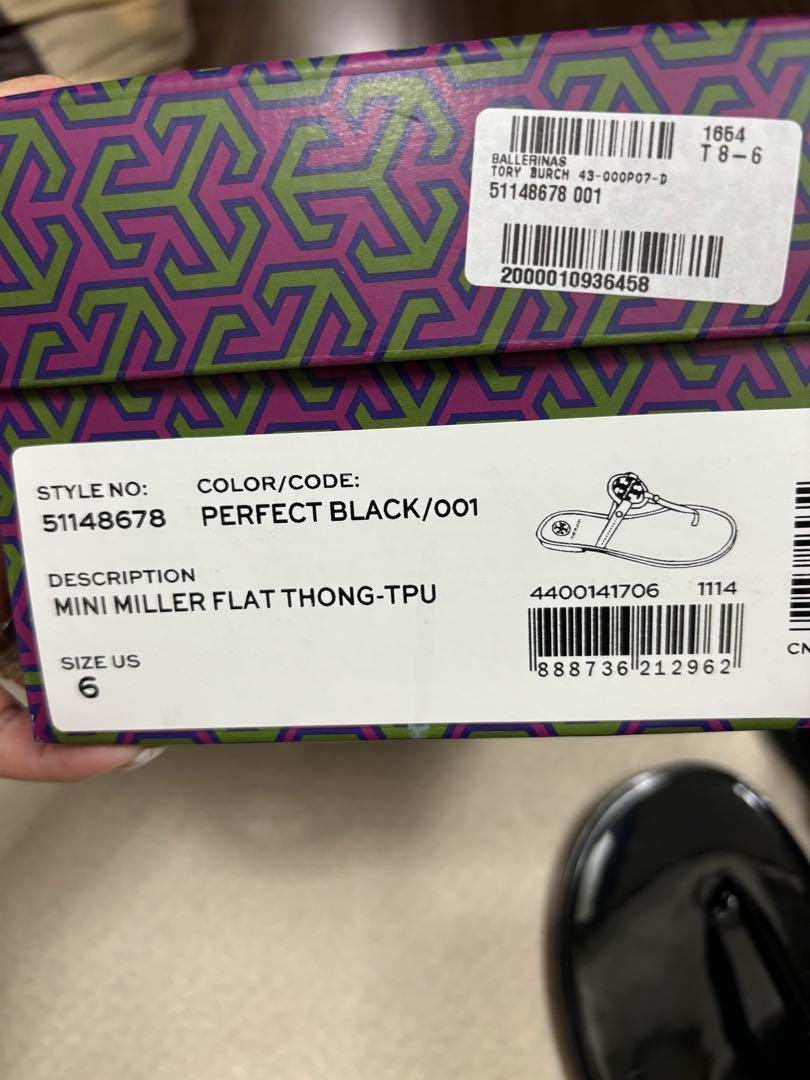 1654
T 8-6
BALLERINAS
TORY BURCH 43-000P07-D
51148678 001
2000010936458
STYLE NO:
51148678
COLOR/CODE:
PERFECT BLACK/001
DESCRIPTION
MINI MILLER FLAT THONG-TPU
SIZE US
6
4400141706 1114
888736 212962
CN